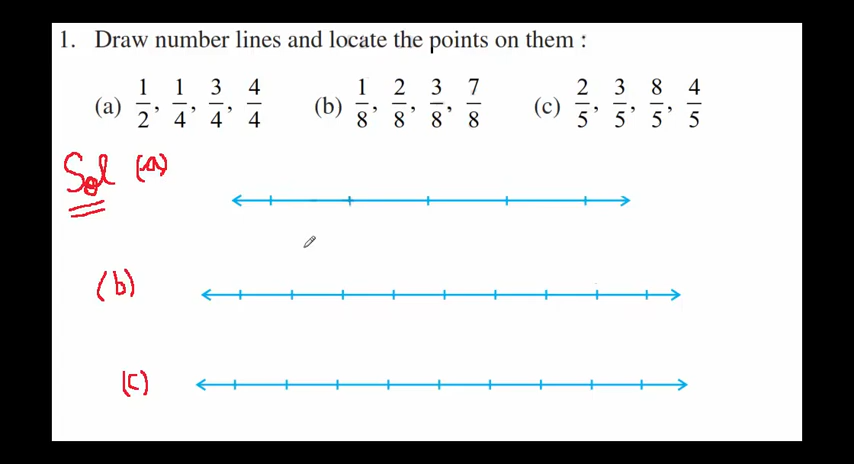 1. Draw number lines and locate the points on them :
(a) 1/2, 1/4, 3/4, 4/4 (b) 1/8, 2/8, 3/8, 7/8 (c) 2/5, 3/5, 8/5, 4/5
Sol (a)
(b)
(c)